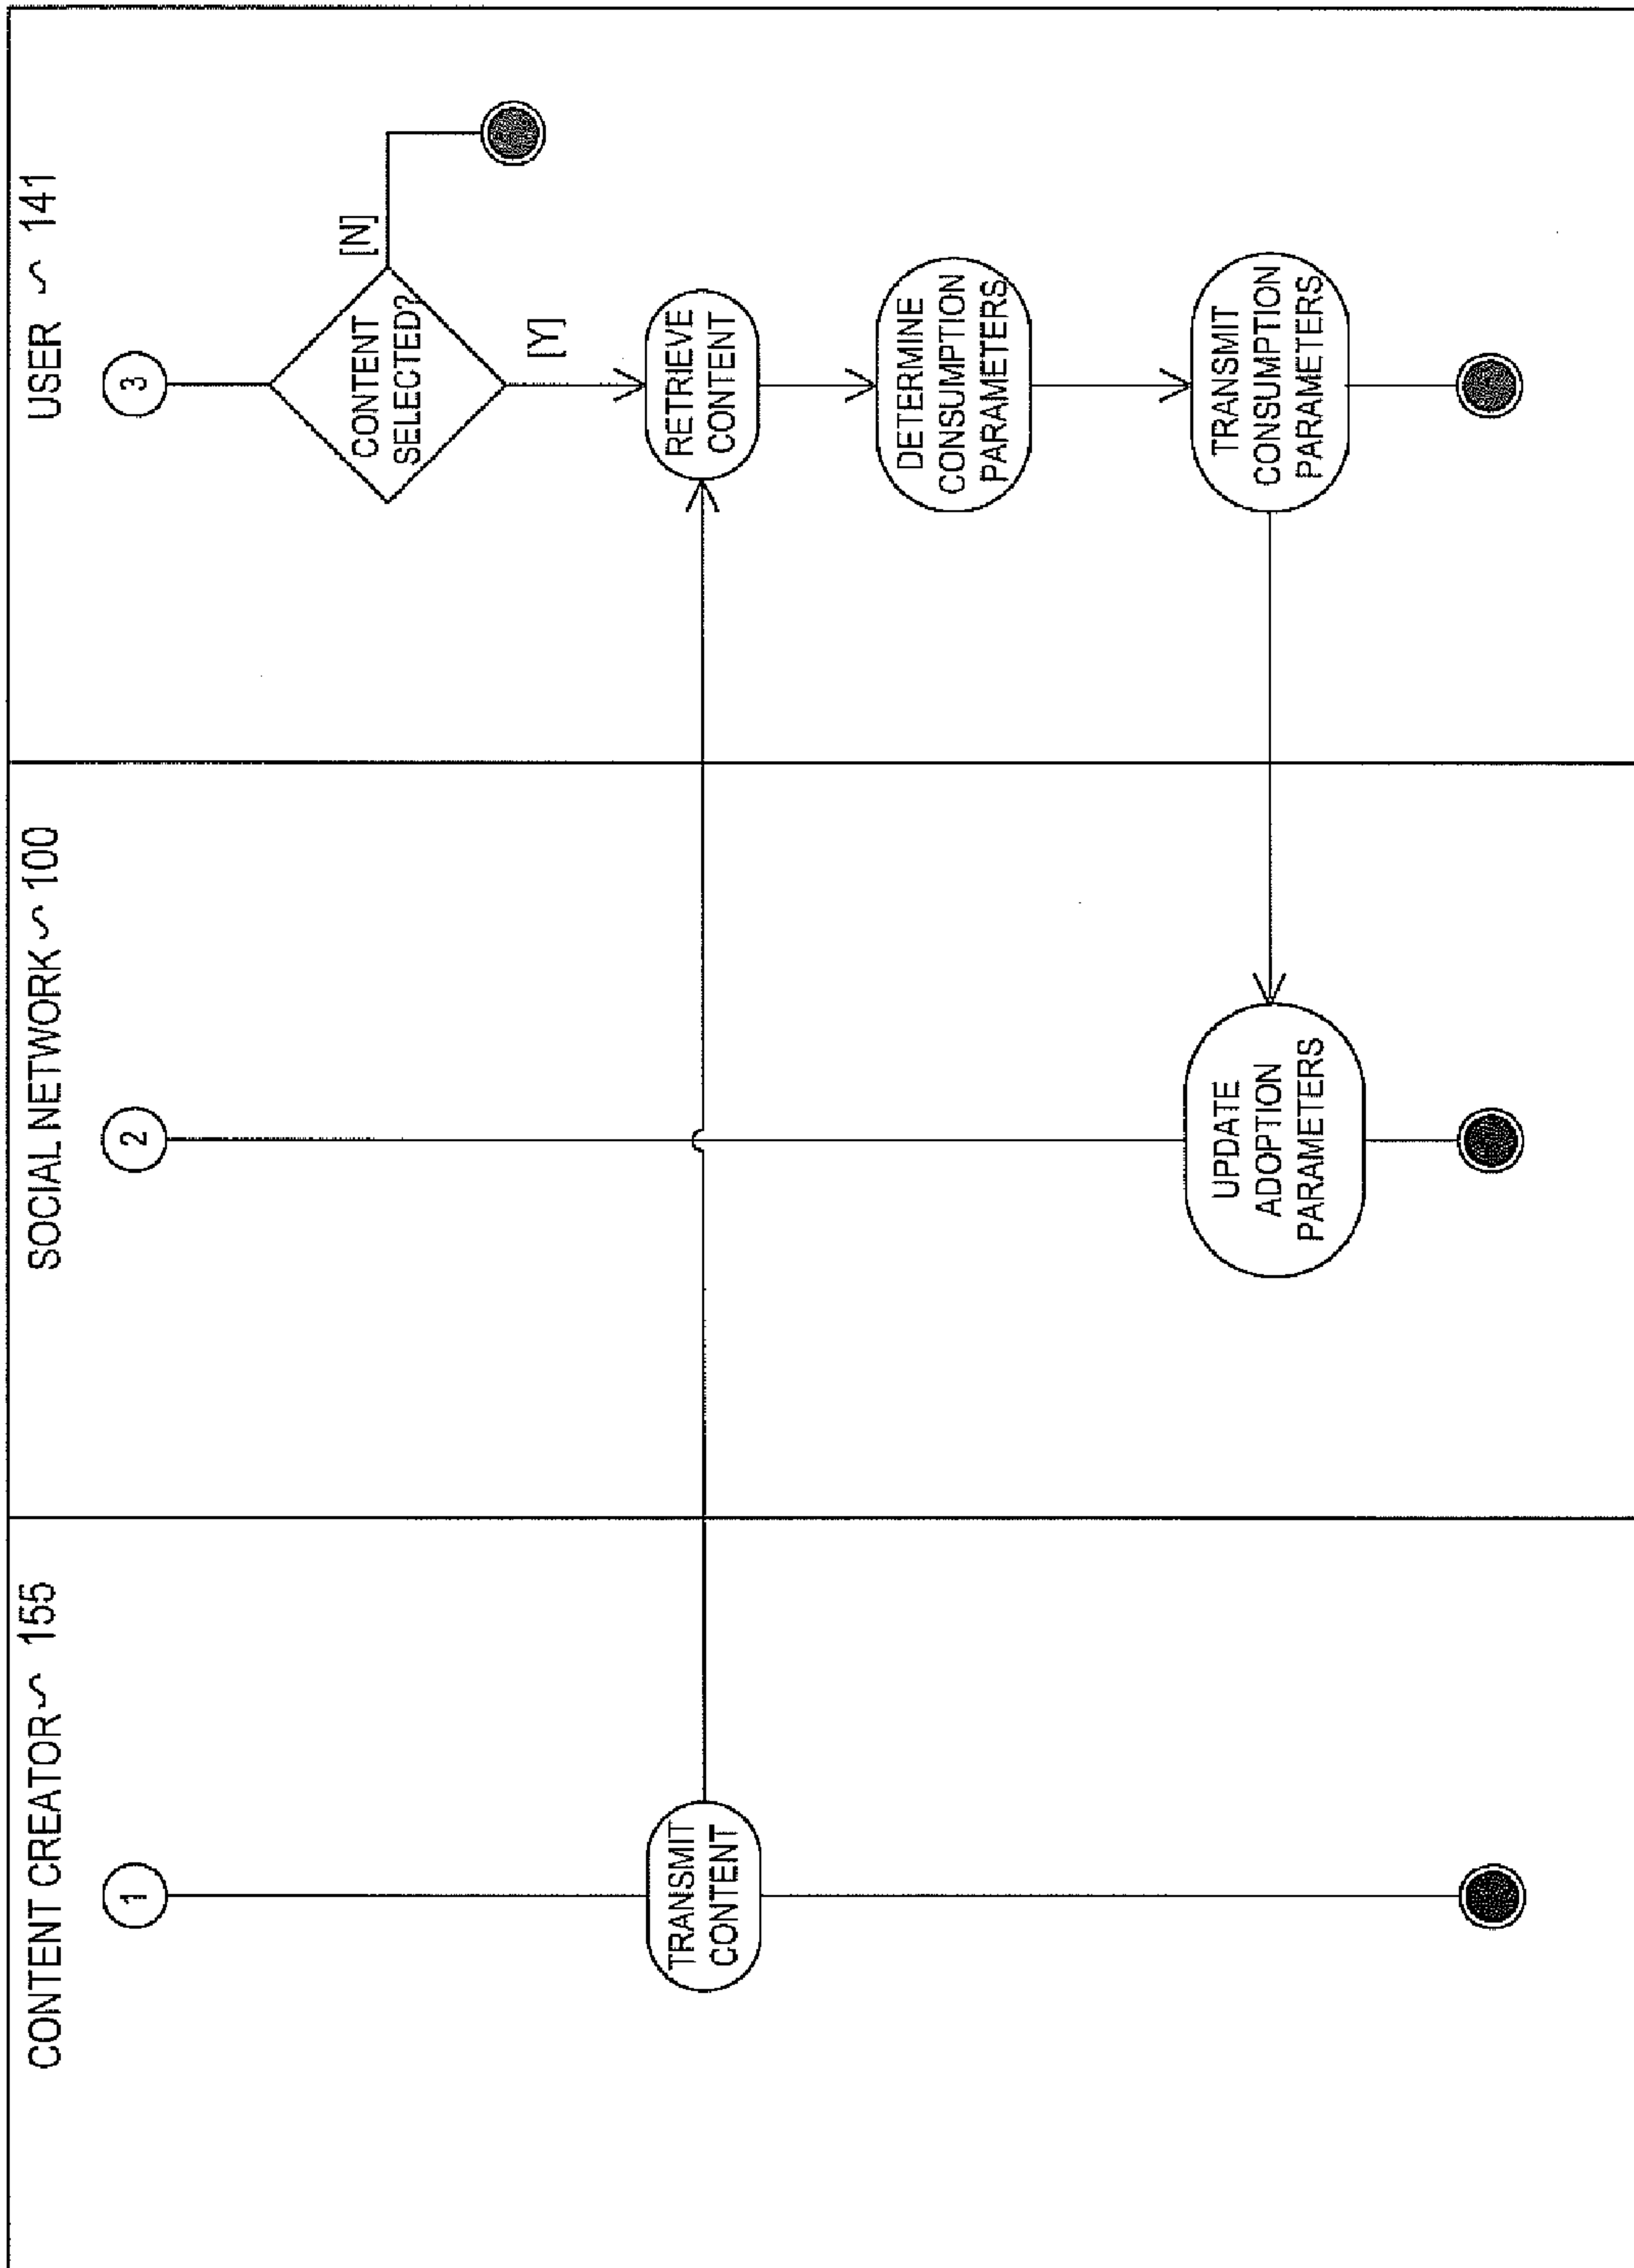 CONTENT CREATOR ~ 155
1
TRANSMIT
CONTENT
SOCIAL NETWORK ~ 100
2
UPDATE
ADOPTION
PARAMETERS
USER ~ 141
3
CONTENT
SELECTED?
[N]
[Y]
RETRIEVE
CONTENT
DETERMINE
CONSUMPTION
PARAMETERS
TRANSMIT
CONSUMPTION
PARAMETERS